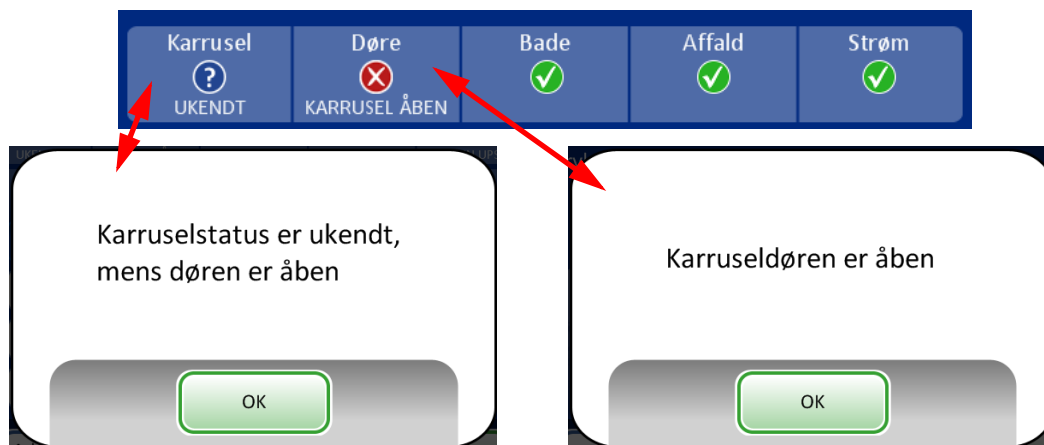 Karrusel Døre Bade Affald Strøm
UKENDT KARRUSEL ÅBEN
Karruselstatus er ukendt,
mens døren er åben
OK
Karruseldøren er åben
OK